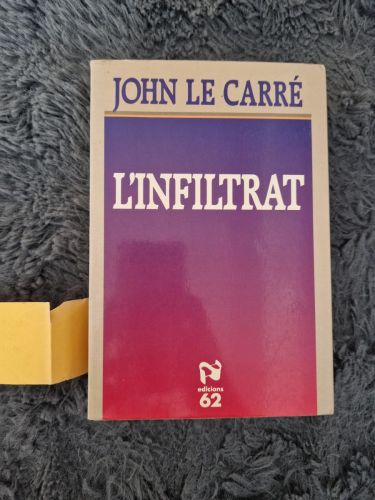 JOHN LE CARRÉ
L'INFILTRAT
edicions
62